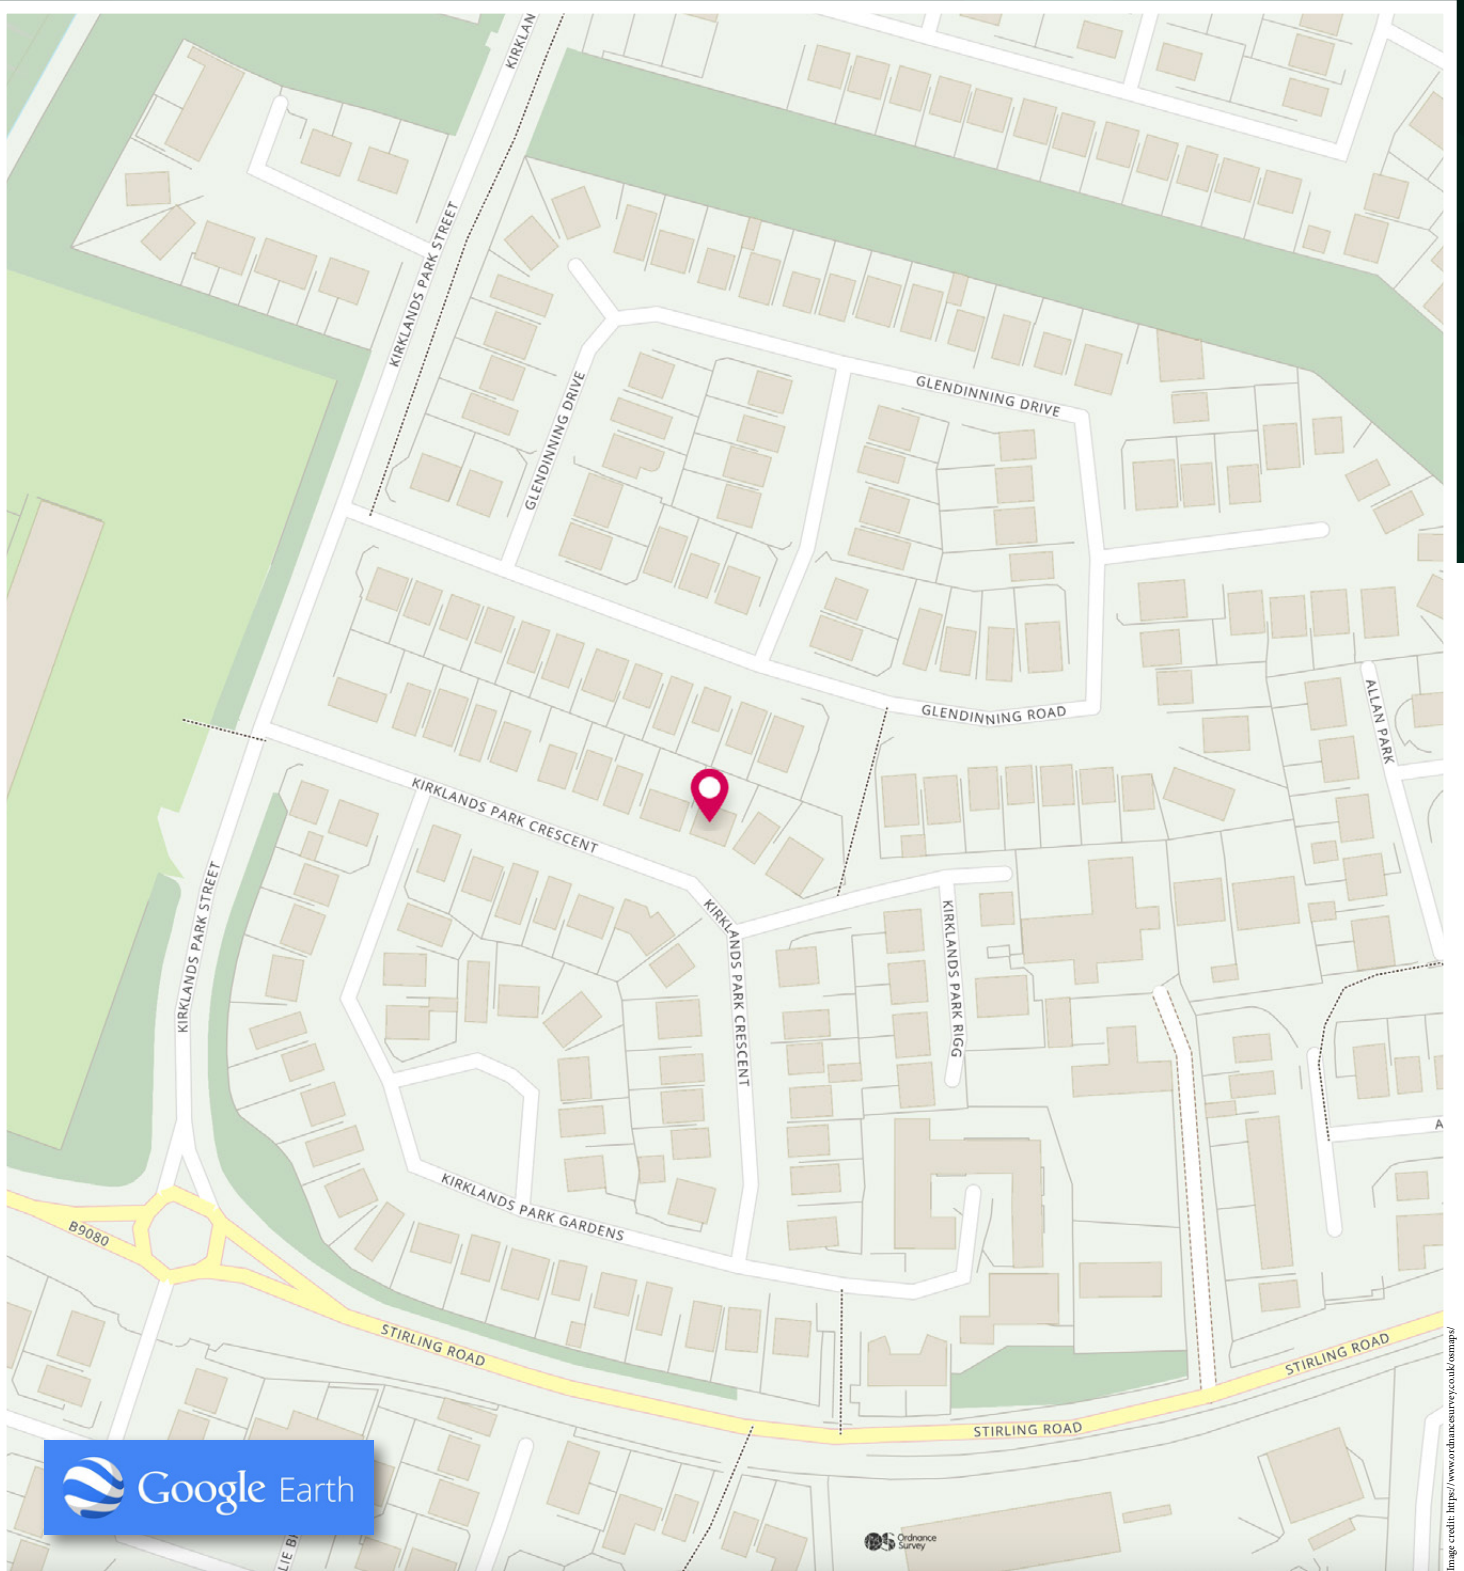 KIRKLAN
KIRKLANDS PARK STREET
GLENDINNING DRIVE
GLENDINNING DRIVE
GLENDINNING ROAD
ALLAN PARK
KIRKLANDS PARK CRESCENT
KIRKLANDS PARK STREET
KIRKLANDS PARK CRESCENT
KIRKLANDS PARK RIGG
A
KIRKLANDS PARK GARDENS
B9080
STIRLING ROAD
STIRLING ROAD
STIRLING ROAD
Google Earth
LIE B
Ordnance
Survey
Image credit: https://www.ordnancesurvey.co.uk/osmaps/